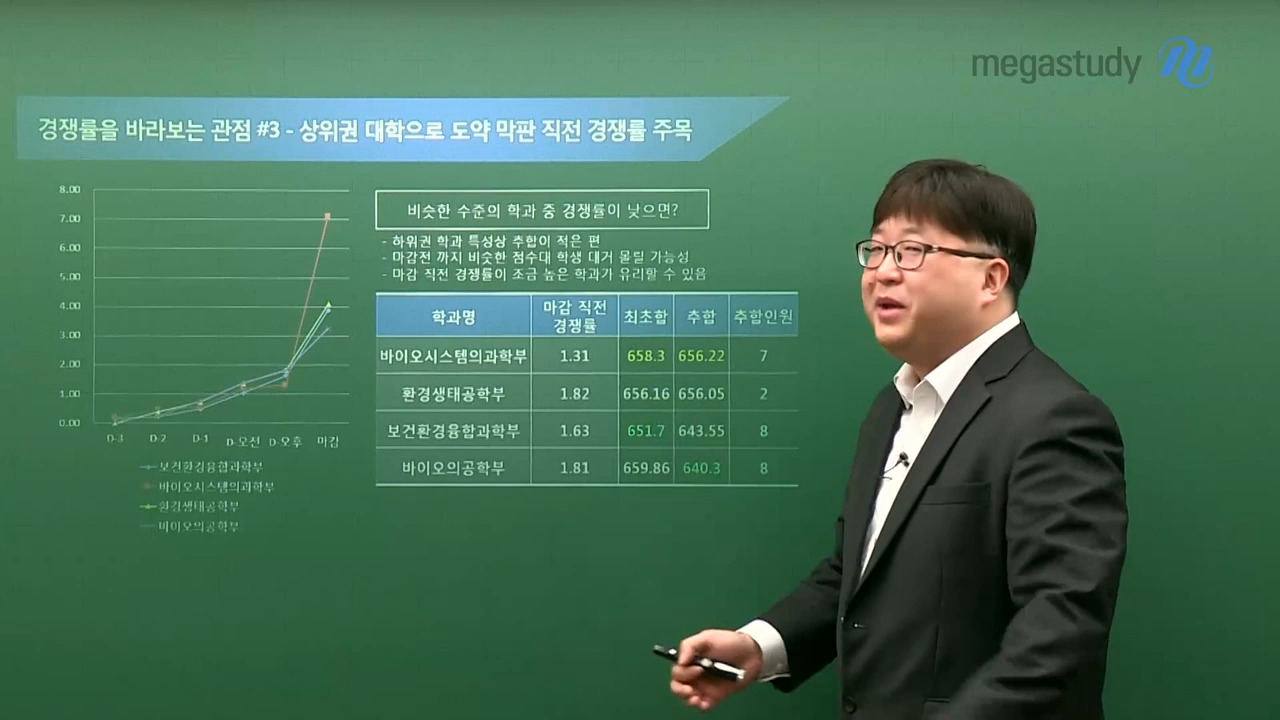 megastudy
경쟁률을 바라보는 관점 #3 - 상위권 대학으로 도약 막판 직전 경쟁률 주목
8.00
7.00
6.00
5.00
4.00
3.00
2.00
1.00
0.00
D-3 D-2 D-1 D-오전 D-오후 마감
보건환경융합과학부
바이오시스템의과학부
환경생태공학부
바이오의공학부
비슷한 수준의 학과 중 경쟁률이 낮으면?
- 하위권 학과 특성상 추합이 적은 편
- 마감전 까지 비슷한 점수대 학생 대거 몰릴 가능성
- 마감 직전 경쟁률이 조금 높은 학과가 유리할 수 있음
학과명 마감 직전 경쟁률 최초합 추합 추합인원
바이오시스템의과학부 1.31 658.3 656.22 7
환경생태공학부 1.82 656.16 656.05 2
보건환경융합과학부 1.63 651.7 643.55 8
바이오의공학부 1.81 659.86 640.3 8